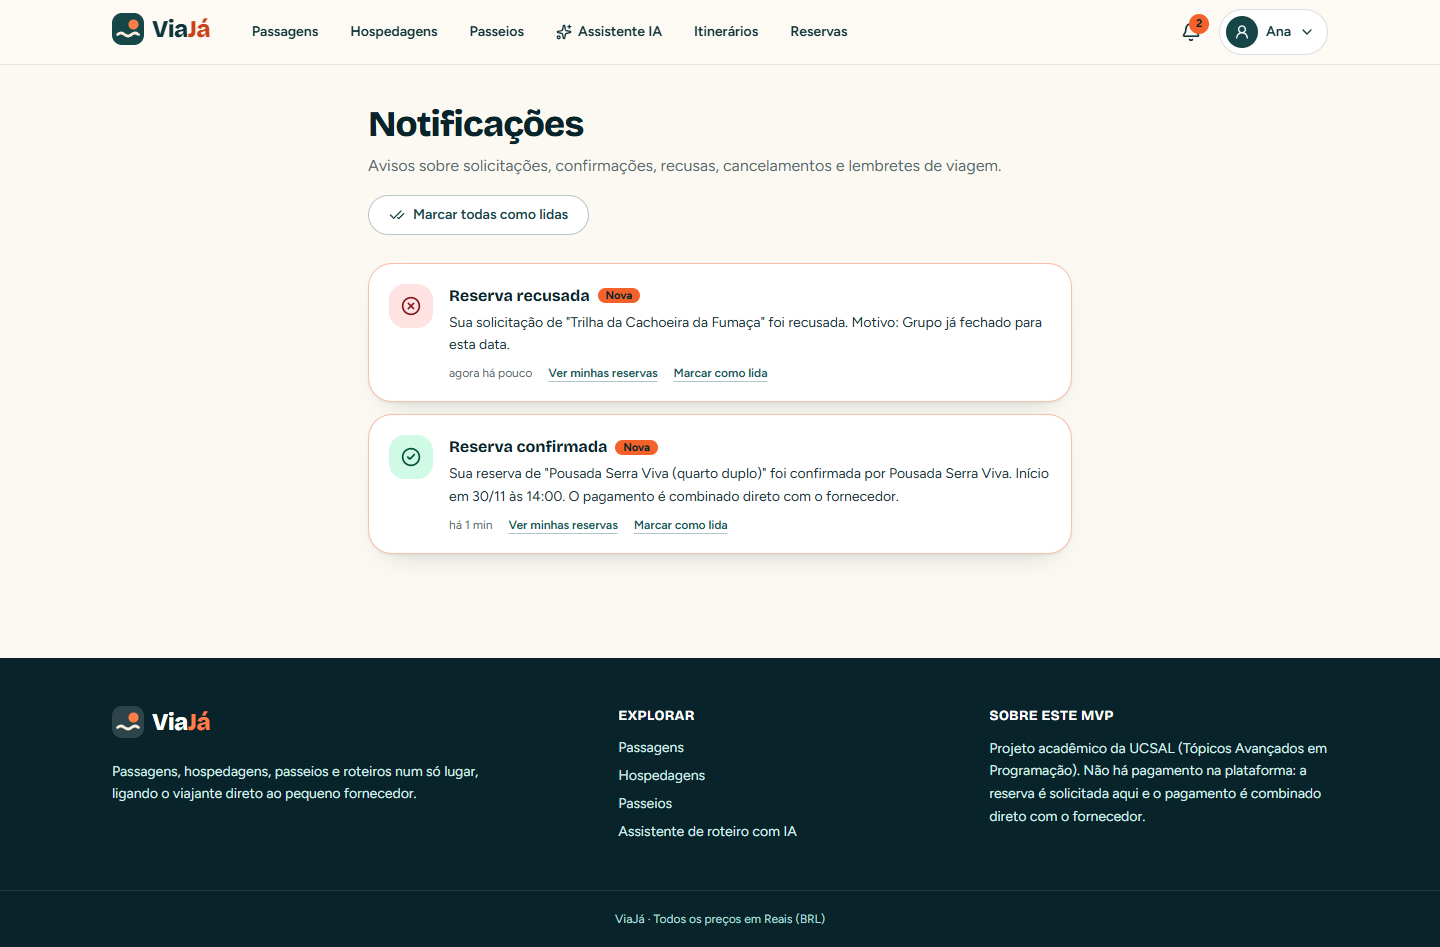 ViaJá
Passagens
Hospedagens
Passeios
Assistente IA
Itinerários
Reservas
2
Ana
Notificações
Avisos sobre solicitações, confirmações, recusas, cancelamentos e lembretes de viagem.
Marcar todas como lidas
Reserva recusada Nova
Sua solicitação de "Trilha da Cachoeira da Fumaça" foi recusada. Motivo: Grupo já fechado para
esta data.
agora há pouco Ver minhas reservas Marcar como lida
Reserva confirmada Nova
Sua reserva de "Pousada Serra Viva (quarto duplo)" foi confirmada por Pousada Serra Viva. Início
em 30/11 às 14:00. O pagamento é combinado direto com o fornecedor.
há 1 min Ver minhas reservas Marcar como lida
ViaJá
Passagens, hospedagens, passeios e roteiros num só lugar,
ligando o viajante direto ao pequeno fornecedor.
EXPLORAR
Passagens
Hospedagens
Passeios
Assistente de roteiro com IA
SOBRE ESTE MVP
Projeto acadêmico da UCSAL (Tópicos Avançados em
Programação). Não há pagamento na plataforma: a
reserva é solicitada aqui e o pagamento é combinado
direto com o fornecedor.
ViaJá · Todos os preços em Reais (BRL)